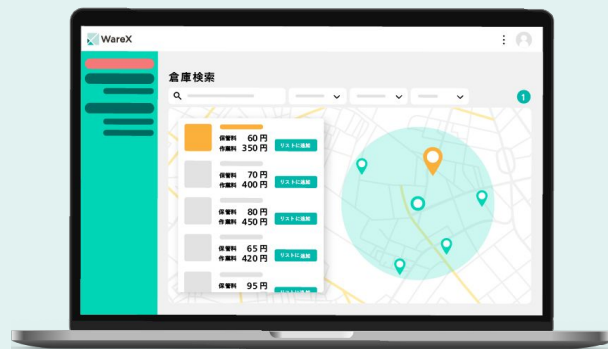 WareX
倉庫検索
1
保管料 60円
作業料 350円
リストに追加
保管料 70円
作業料 400円
リストに追加
保管料 80円
作業料 450円
リストに追加
保管料 65円
作業料 420円
リストに追加
保管料 95円
リストに追加